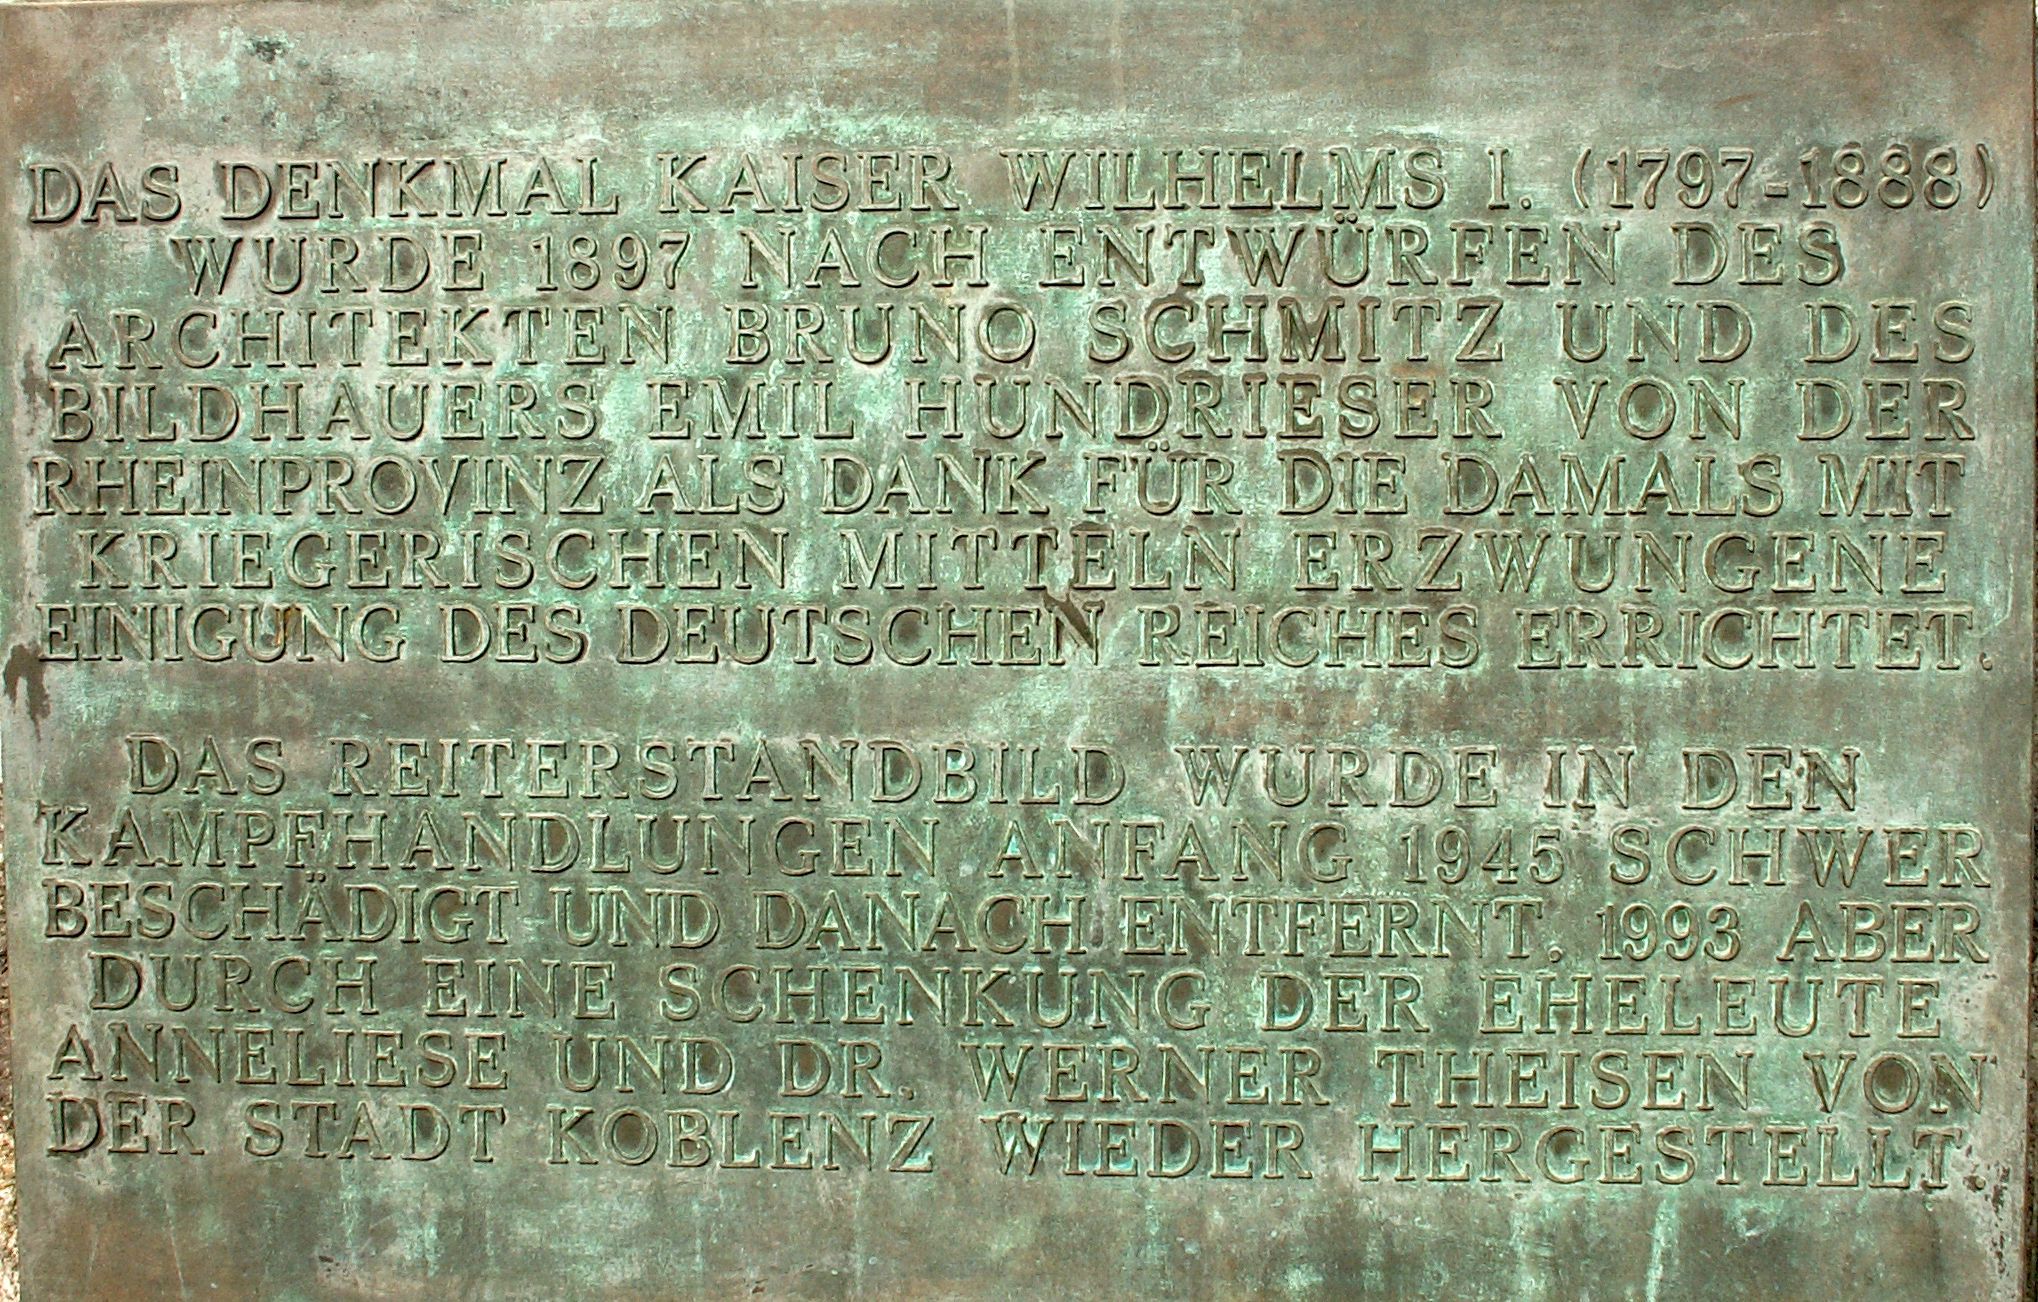 DAS DENKMAL KAISER WILHELMS I. (1797-1888)
WURDE 1897 NACH ENTWÜRFEN DES
ARCHITEKTEN BRUNO SCHMITZ UND DES
BILDHAUERS EMIL HUNDRIESER VON DER
RHEINPROVINZ ALS DANK FÜR DIE DAMALS MIT
KRIEGERISCHEN MITTELN ERZWUNGENE
EINIGUNG DES DEUTSCHEN REICHES ERRICHTET.
DAS REITERSTANDBILD WURDE IN DEN
KAMPFHANDLUNGEN ANFANG 1945 SCHWER
BESCHÄDIGT UND DANACH ENTFERNT. 1993 ABER
DURCH EINE SCHENKUNG DER EHELEUTE
ANNELIESE UND DR. WERNER THEISEN VON
DER STADT KOBLENZ WIEDER HERGESTELLT